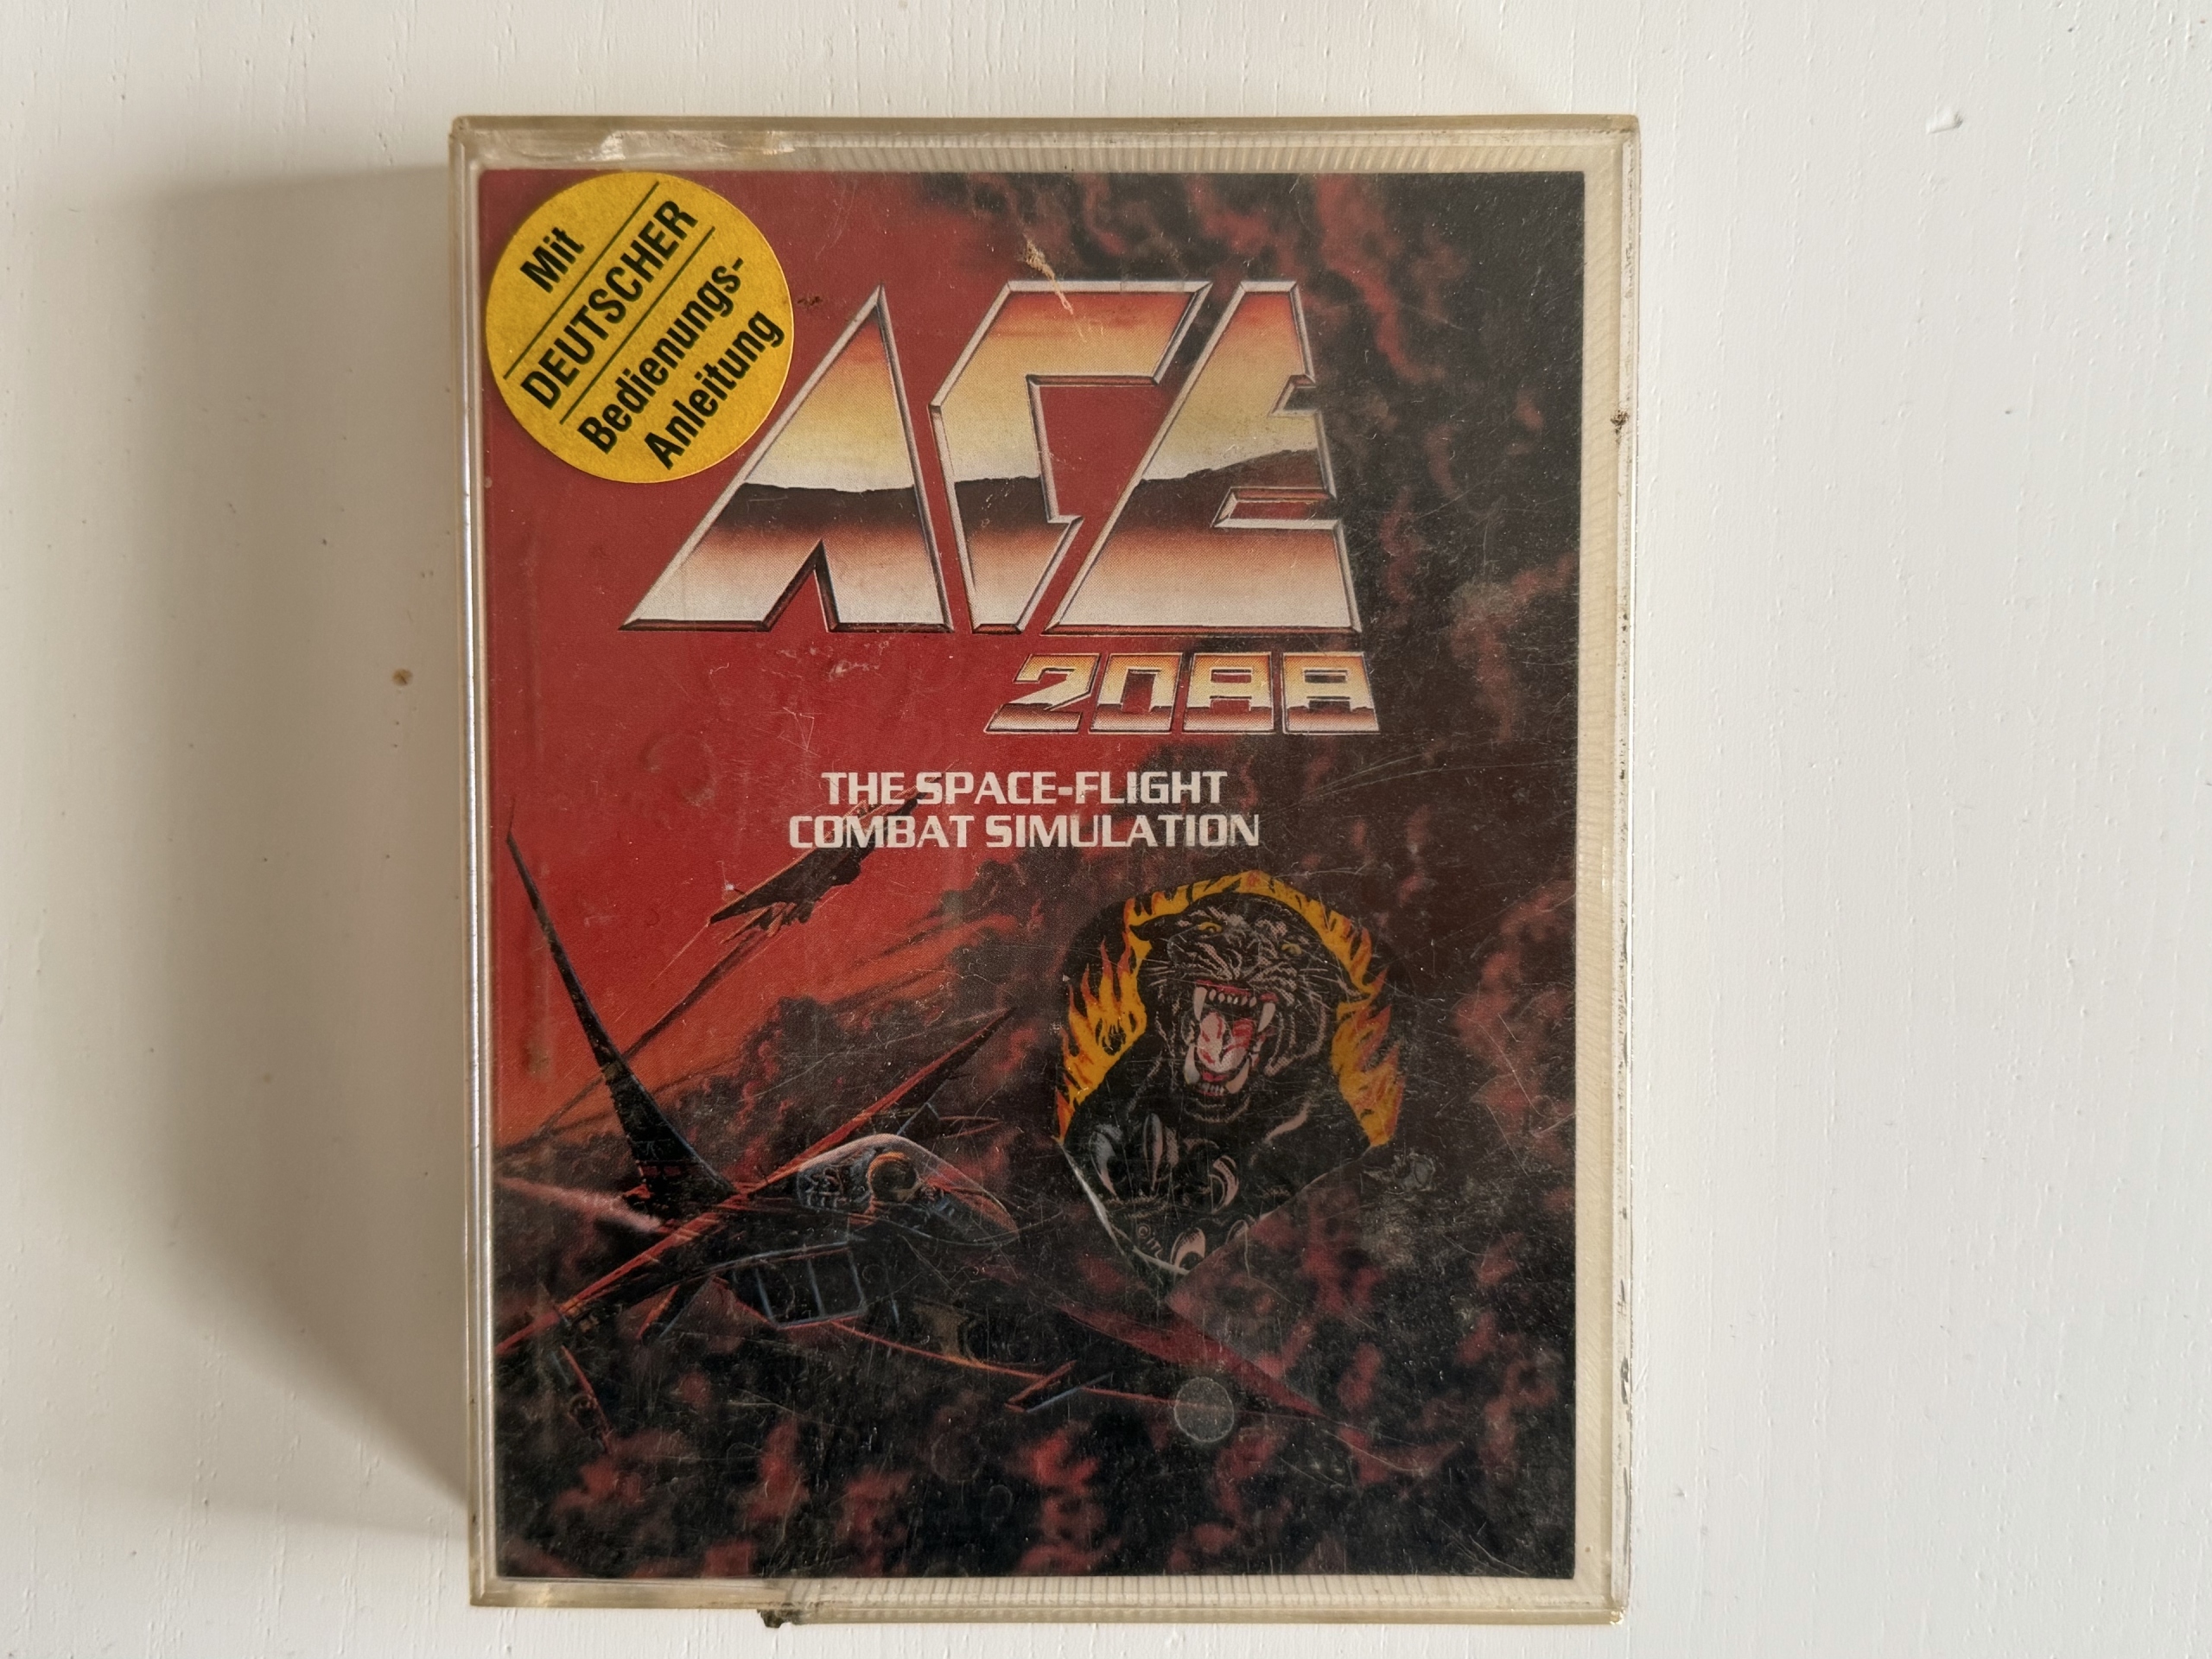 Mit
DEUTSCHER
Bedienungs-
Anleitung
ACE
2088
THE SPACE-FLIGHT
COMBAT SIMULATION